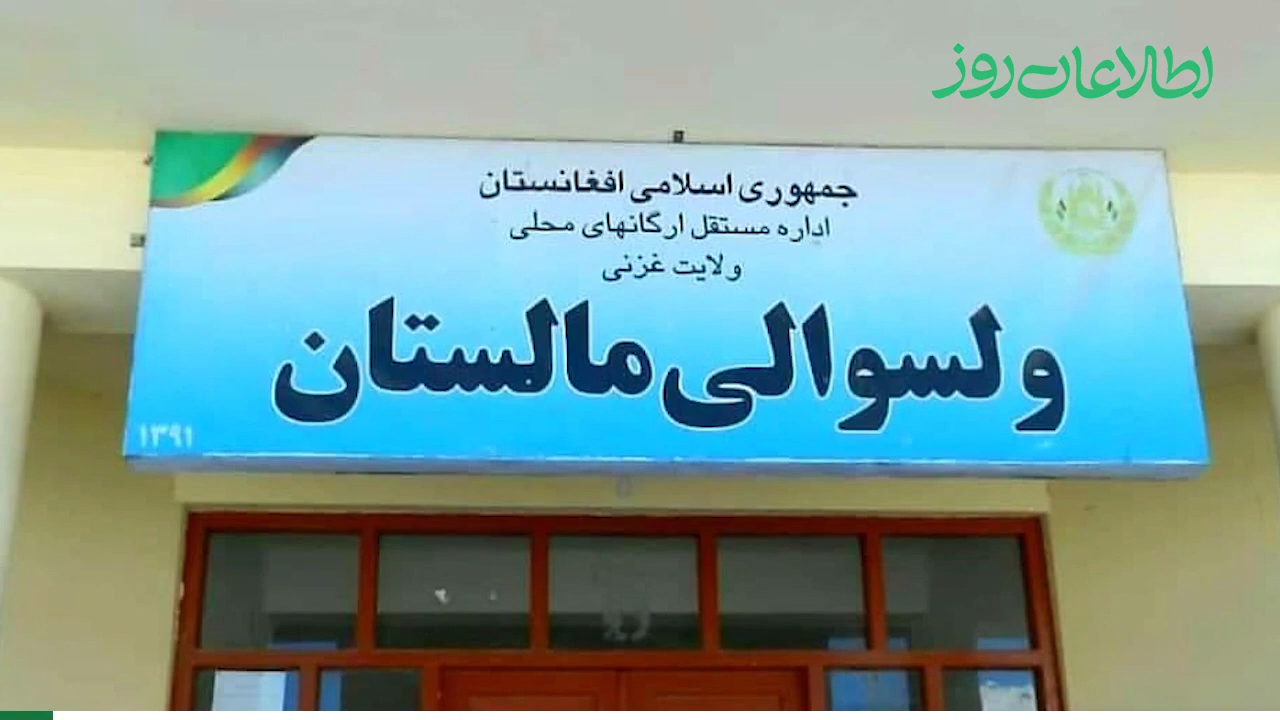 اطلاعات روز
جمهوری اسلامی افغانستان
اداره مستقل ارگانهای محلی
ولایت غزنی
ولسوالی مالستان
۱۳۹۱